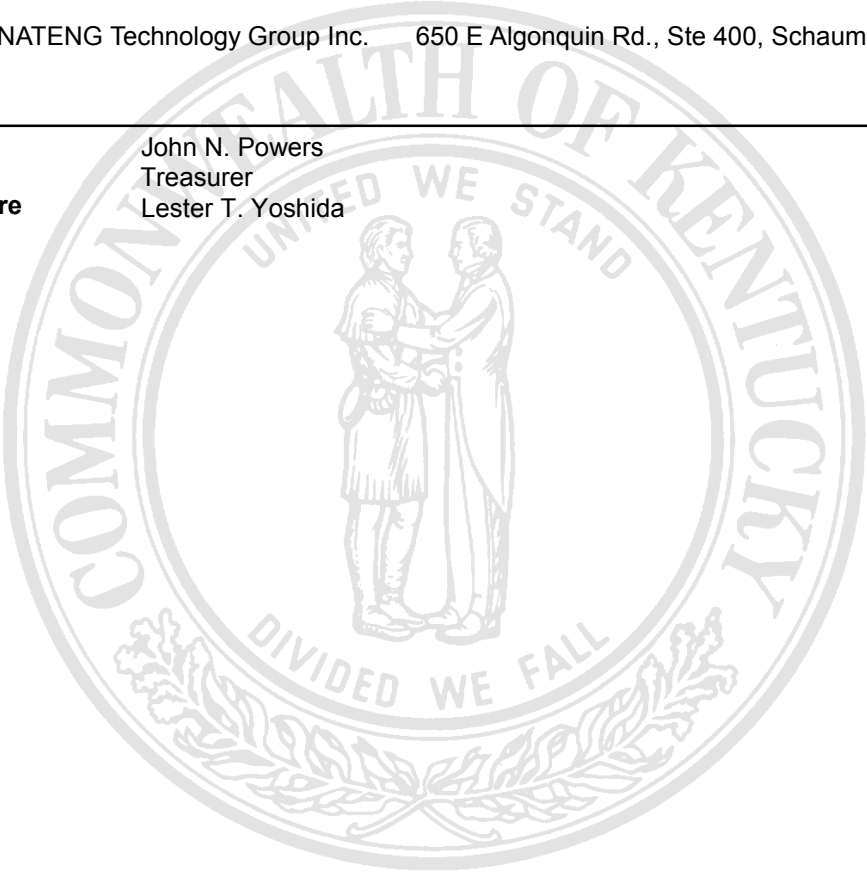 NATENG Technology Group Inc. 650 E Algonquin Rd., Ste 400, Schaum
John N. Powers
Treasurer
re Lester T. Yoshida
COMMONWEALTH OF KENTUCKY
UNITED WE STAND
DIVIDED WE FALL